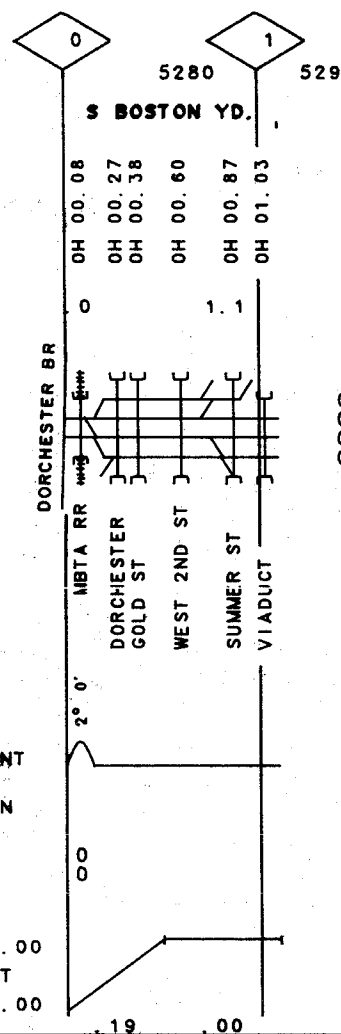 0 1
5280 529
S BOSTON YD.
OH 00.08
OH 00.27
OH 00.38
OH 00.60
OH 00.87
OH 01.03
0 1.1
DORCHESTER BR
MBTA RR
DORCHESTER
GOLD ST
WEST 2ND ST
SUMMER ST
VIADUCT
2° 0'
NT
N
0
0
.00
T
.00
.19 .00